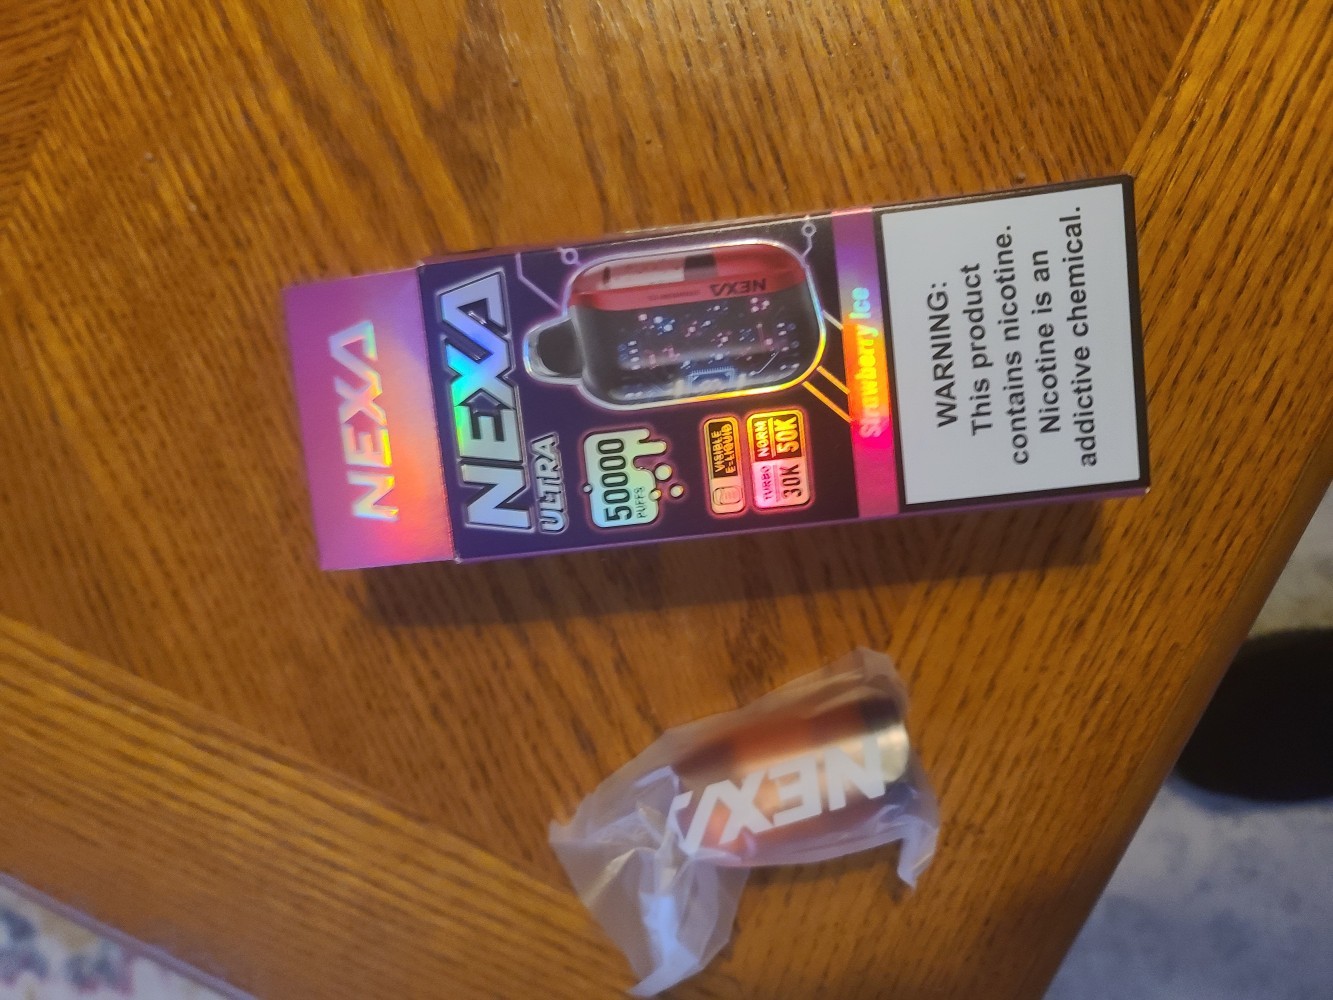 NEXA
NEXA
ULTRA
50000
PUFFS
NEXA
VISIBLE
E-LIQUID
TURBO
30K
NORM
50K
Strawberry Ice
WARNING:
This product
contains nicotine.
Nicotine is an
addictive chemical.
NEXA